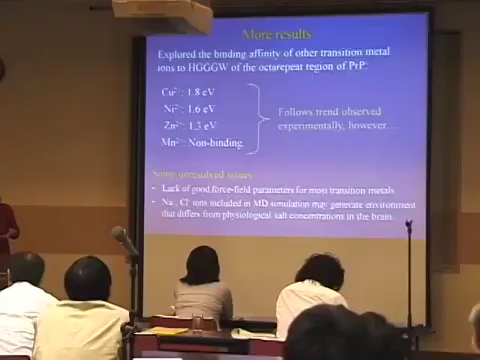 More results
Explored the binding affinity of other transition metal
ions to HGGGW of the octarepeat region of PrP:
Cu²⁺: 1.8 eV
Ni²⁺: 1.6 eV
Zn²⁺: 1.3 eV
Mn²⁺: Non-binding.
Follows trend observed
experimentally, however…
Some unresolved issues
• Lack of good force-field parameters for most transition metals
• Na⁺, Cl⁻ ions included in MD simulation may generate environment
that differs from physiological salt concentrations in the brain.